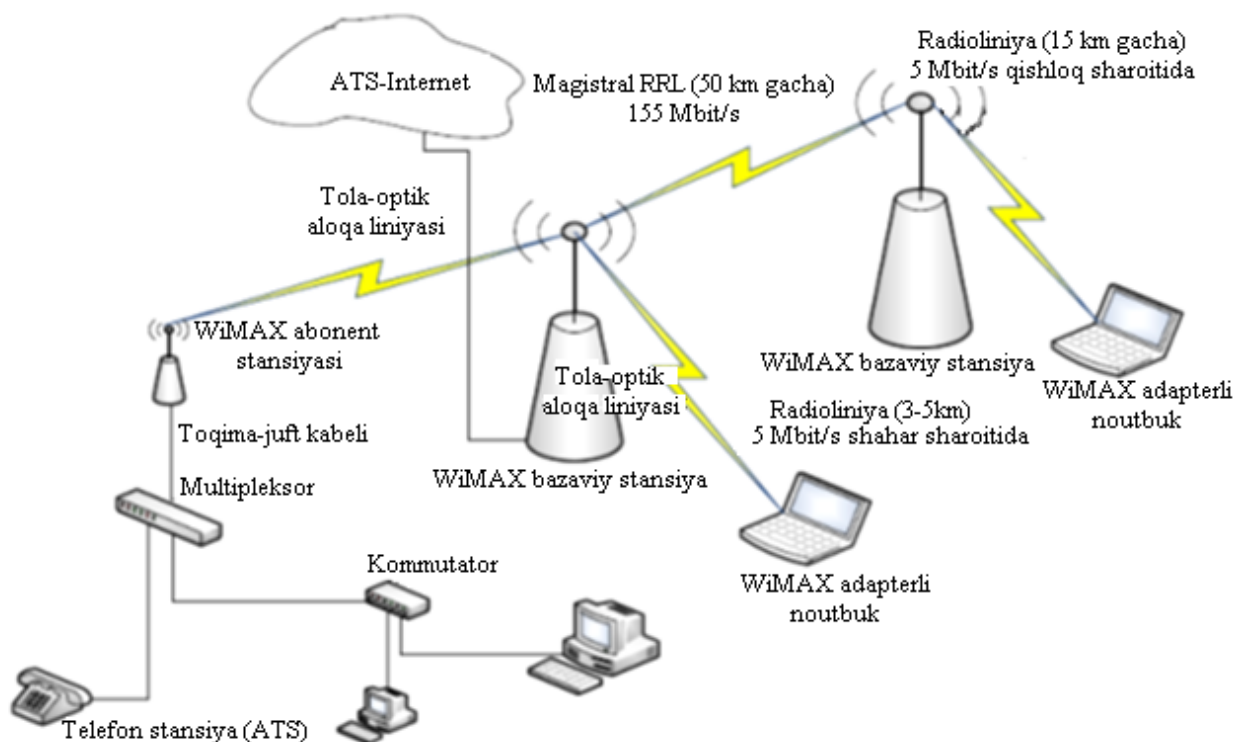 ATS-Internet
Magistral RRL (50 km gacha)
155 Mbit/s
Radioliniya (15 km gacha)
5 Mbit/s qishloq sharoitida
Tola-optik
aloqa liniyasi
WiMAX abonent
stansiyasi
Tola-optik
aloqa liniyasi
WiMAX bazaviy stansiya
WiMAX adapterli
noutbuk
Radioliniya (3-5km)
5 Mbit/s shahar sharoitida
Toqima-juft kabeli
WiMAX bazaviy stansiya
Multipleksor
Kommutator
WiMAX adapterli
noutbuk
Telefon stansiya (ATS)